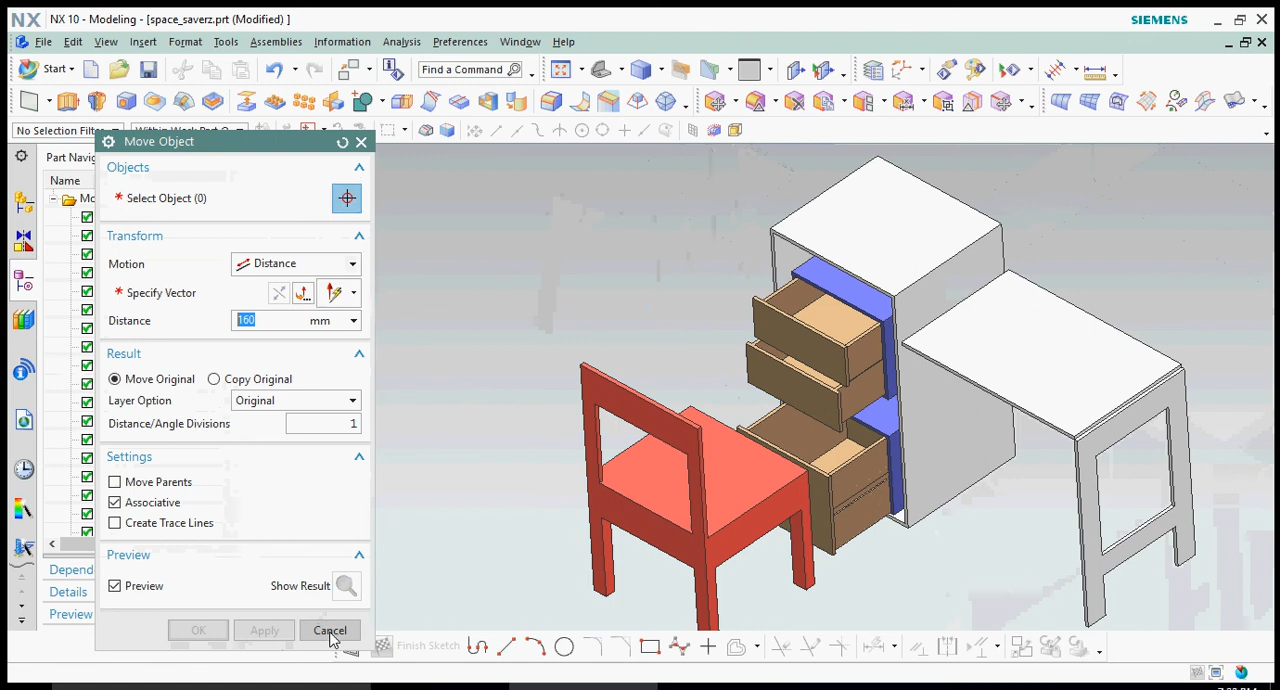 NX NX 10 - Modeling - [space_saverz.prt (Modified) ] SIEMENS
File Edit View Insert Format Tools Assemblies Information Analysis Preferences Window Help
Start Find a Command
No Selection Filter
Move Object
Part Navig
Objects
Name
* Select Object (0)
Transform
Motion Distance
* Specify Vector
Distance 160 mm
Result
Move Original Copy Original
Layer Option Original
Distance/Angle Divisions 1
Settings
Move Parents
Associative
Create Trace Lines
Preview
Depend
Preview Show Result
Details
Preview
OK Apply Cancel
Finish Sketch